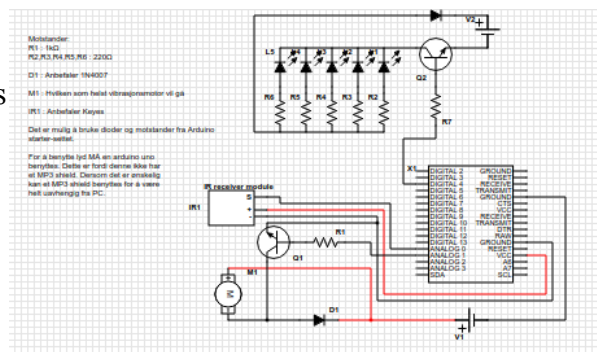 Motstander:
R1 : 1kΩ
R2,R3,R4,R5,R6 : 220Ω
D1 : Anbefaler 1N4007
M1 : Hvilken som helst vibrasjonsmotor vil gå
IR1 : Anbefaler Keyes
Det er mulig å bruke dioder og motstander fra Arduino
starter-settet.
For å benytte lyd MÅ en arduino uno
benyttes. Dette er fordi denne ikke har
et MP3 shield. Dersom det er ønskelig
kan et MP3 shield benyttes for å være
helt uavhengig fra PC.
s
V2
L5
Q2
R6 R5 R4 R3 R2
R7
X1
DIGITAL 2 GROUND
DIGITAL 3 RESET
DIGITAL 4 RECEIVE
DIGITAL 5 TRANSMIT
DIGITAL 6 GROUND
DIGITAL 7 CTS
DIGITAL 8 VCC
DIGITAL 9 RECEIVE
DIGITAL 10 TRANSMIT
DIGITAL 11 DTR
DIGITAL 12 RAW
DIGITAL 13 GROUND
ANALOG 0 RESET
ANALOG 1 VCC
ANALOG 2 A6
ANALOG 3 A7
SDA SCL
IR receiver module
IR1
S
+
-
R1
Q1
M1
M
D1
V1